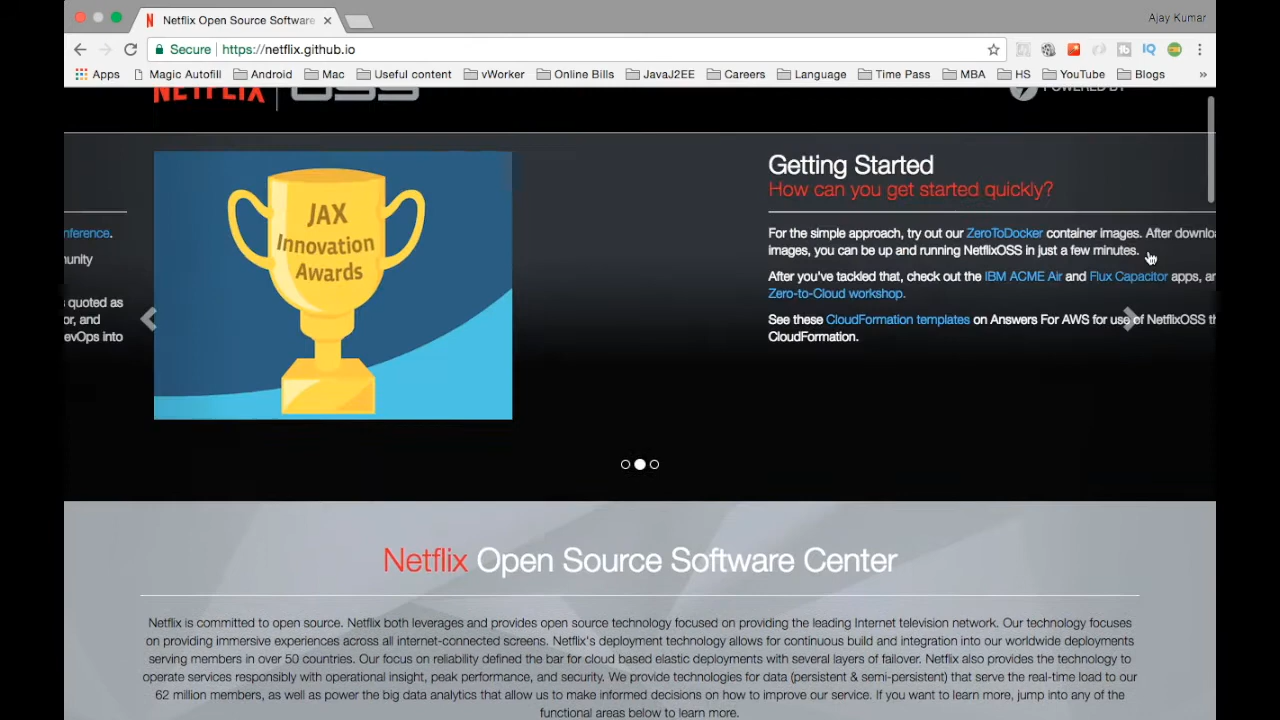 Netflix Open Source Software
Ajay Kumar
Secure https://netflix.github.io
IQ
Apps Magic Autofill Android Mac Useful content vWorker Online Bills JavaJ2EE Careers Language Time Pass MBA HS YouTube Blogs »
NETFLIX OSS
POWERED BY
Getting Started
How can you get started quickly?
nference.
nunity
s quoted as
or, and
evOps into
JAX
Innovation
Awards
For the simple approach, try out our ZeroToDocker container images. After downlo
images, you can be up and running NetflixOSS in just a few minutes.
After you've tackled that, check out the IBM ACME Air and Flux Capacitor apps, ar
Zero-to-Cloud workshop.
See these CloudFormation templates on Answers For AWS for use of NetflixOSS th
CloudFormation.
Netflix Open Source Software Center
Netflix is committed to open source. Netflix both leverages and provides open source technology focused on providing the leading Internet television network. Our technology focuses
on providing immersive experiences across all internet-connected screens. Netflix's deployment technology allows for continuous build and integration into our worldwide deployments
serving members in over 50 countries. Our focus on reliability defined the bar for cloud based elastic deployments with several layers of failover. Netflix also provides the technology to
operate services responsibly with operational insight, peak performance, and security. We provide technologies for data (persistent & semi-persistent) that serve the real-time load to our
62 million members, as well as power the big data analytics that allow us to make informed decisions on how to improve our service. If you want to learn more, jump into any of the
functional areas below to learn more.